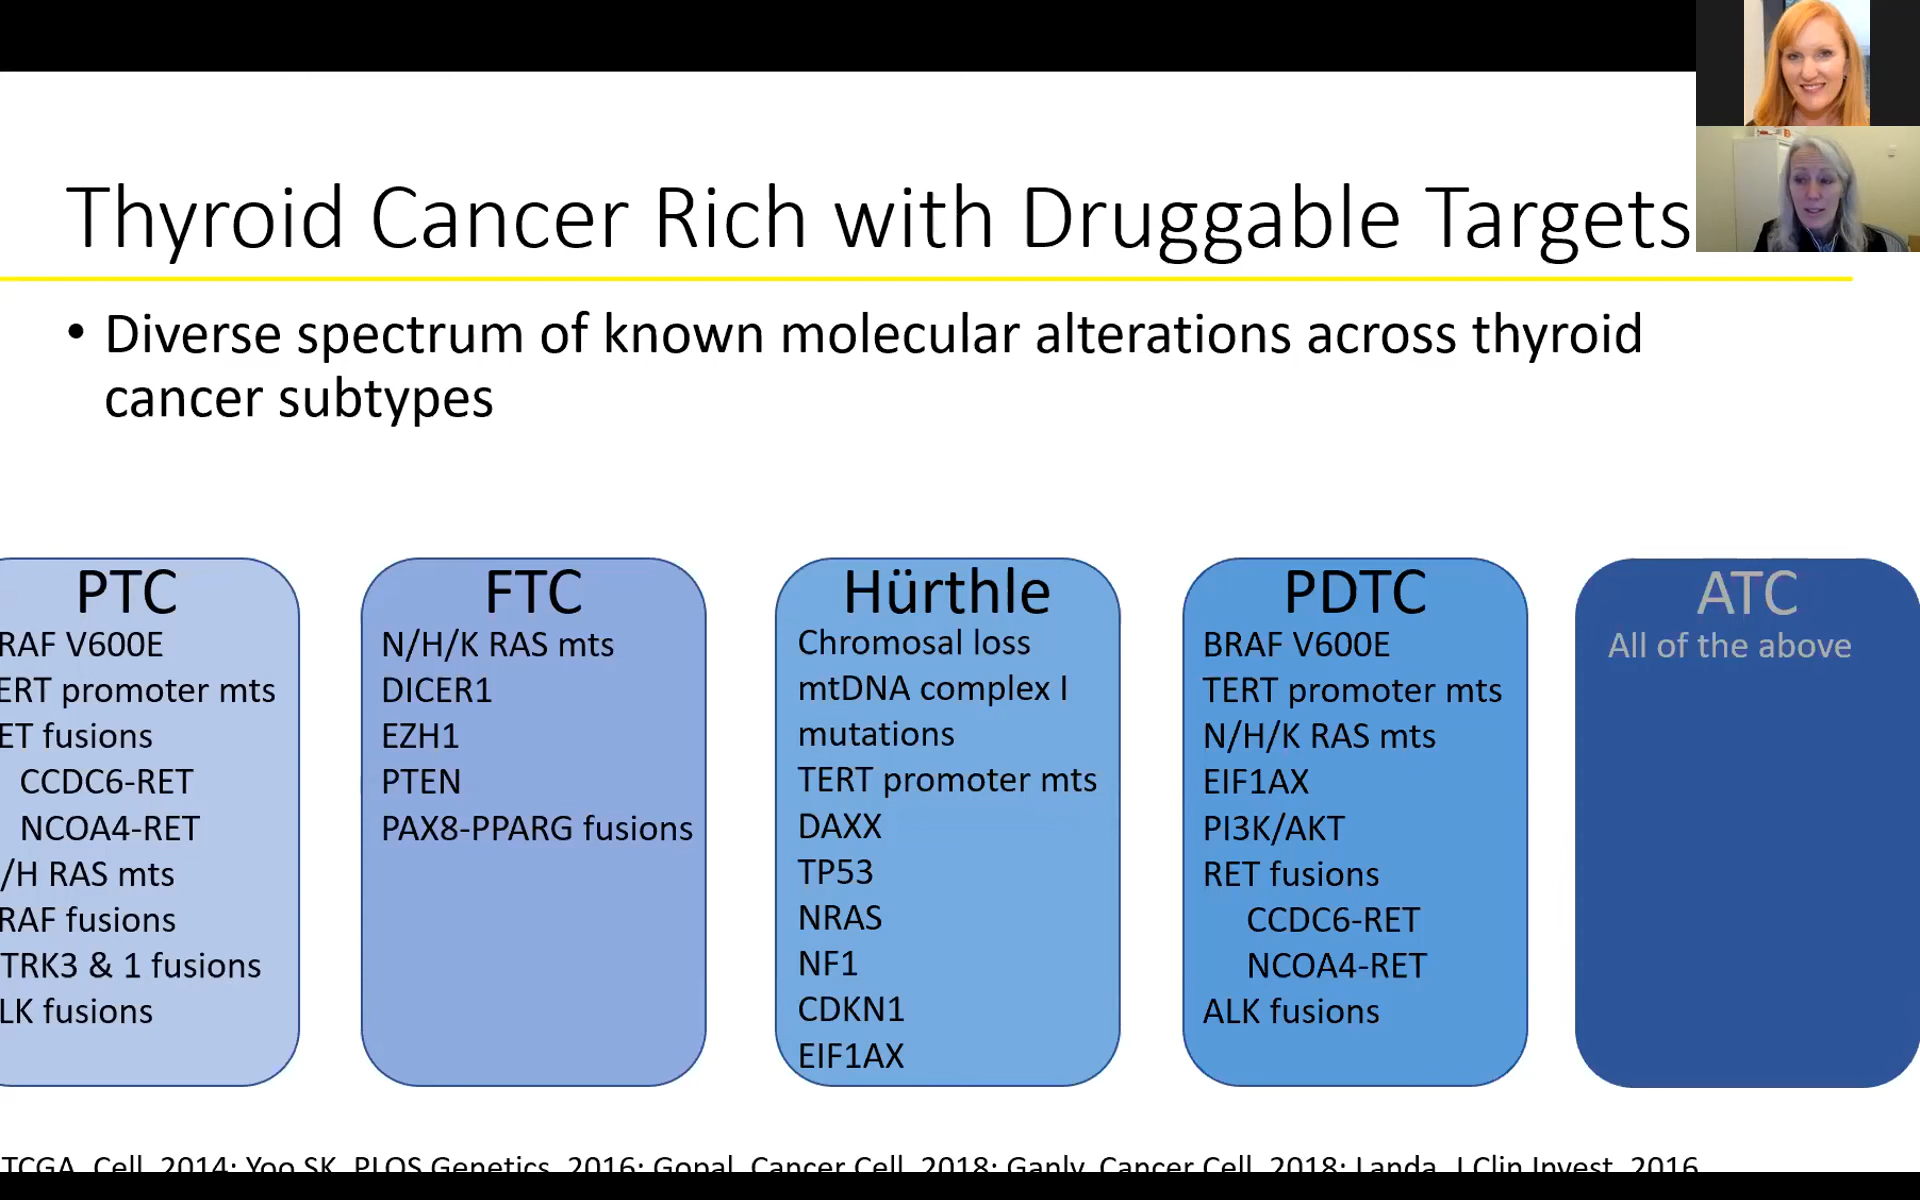 Thyroid Cancer Rich with Druggable Targets
• Diverse spectrum of known molecular alterations across thyroid
cancer subtypes
PTC
RAF V600E
ERT promoter mts
ET fusions
CCDC6-RET
NCOA4-RET
/H RAS mts
RAF fusions
TRK3 & 1 fusions
LK fusions
FTC
N/H/K RAS mts
DICER1
EZH1
PTEN
PAX8-PPARG fusions
Hürthle
Chromosal loss
mtDNA complex I
mutations
TERT promoter mts
DAXX
TP53
NRAS
NF1
CDKN1
EIF1AX
PDTC
BRAF V600E
TERT promoter mts
N/H/K RAS mts
EIF1AX
PI3K/AKT
RET fusions
CCDC6-RET
NCOA4-RET
ALK fusions
ATC
All of the above
TCGA, Cell, 2014; Yoo SK, PLOS Genetics, 2016; Gopal, Cancer Cell, 2018; Ganly, Cancer Cell, 2018; Landa, J Clin Invest, 2016